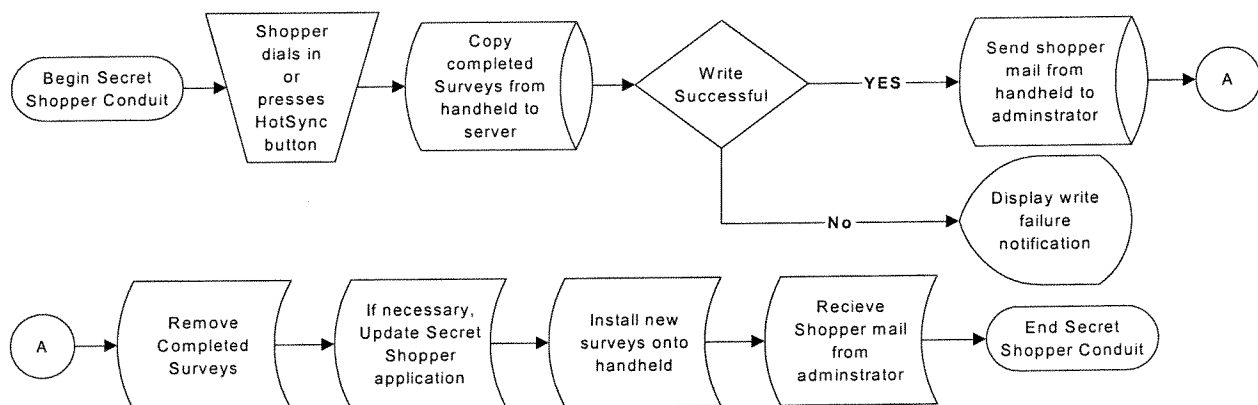 Begin Secret
Shopper Conduit
Shopper
dials in
or
presses
HotSync
button
Copy
completed
Surveys from
handheld to
server
Write
Successful
YES
Send shopper
mail from
handheld to
adminstrator
A
No
Display write
failure
notification
A
Remove
Completed
Surveys
If necessary,
Update Secret
Shopper
application
Install new
surveys onto
handheld
Recieve
Shopper mail
from
adminstrator
End Secret
Shopper Conduit